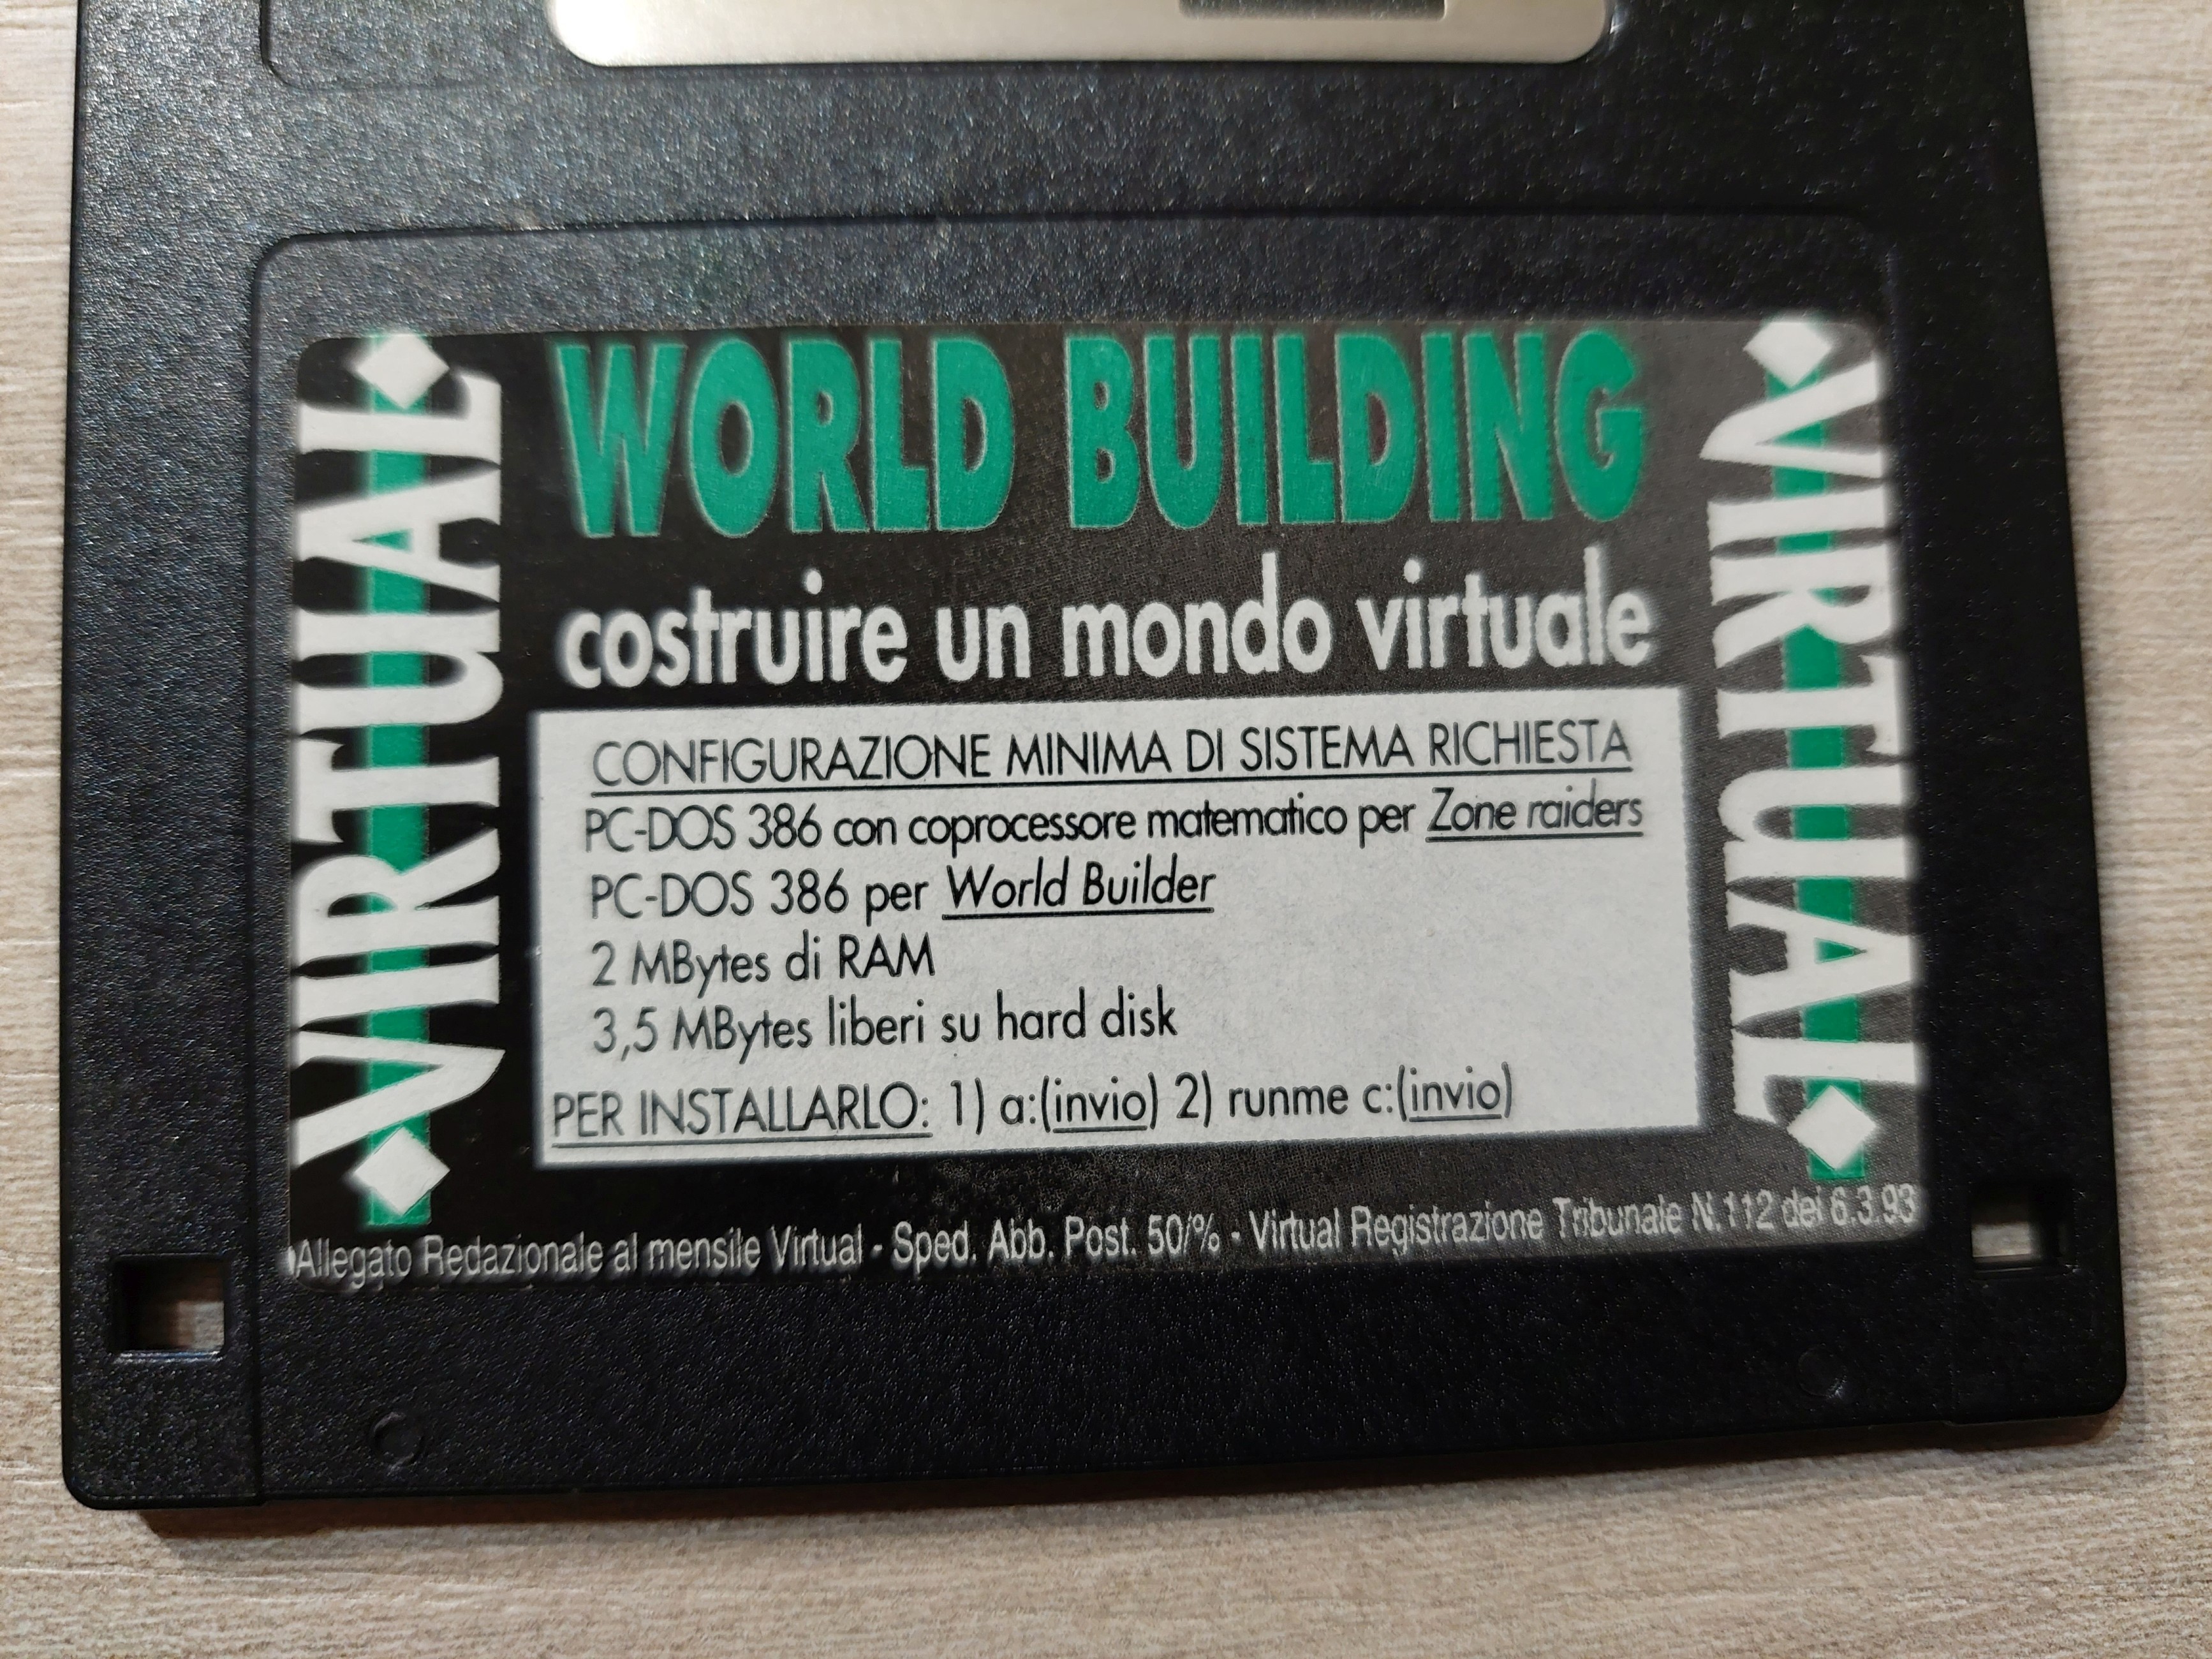 VIRTUAL
WORLD BUILDING
costruire un mondo virtuale
CONFIGURAZIONE MINIMA DI SISTEMA RICHIESTA
PC-DOS 386 con coprocessore matematico per Zone raiders
PC-DOS 386 per World Builder
2 MBytes di RAM
3,5 MBytes liberi su hard disk
PER INSTALLARLO: 1) a:(invio) 2) runme c:(invio)
VIRTUAL
Allegato Redazionale al mensile Virtual - Sped. Abb. Post. 50/% - Virtual Registrazione Tribunale N.112 del 6.3.93